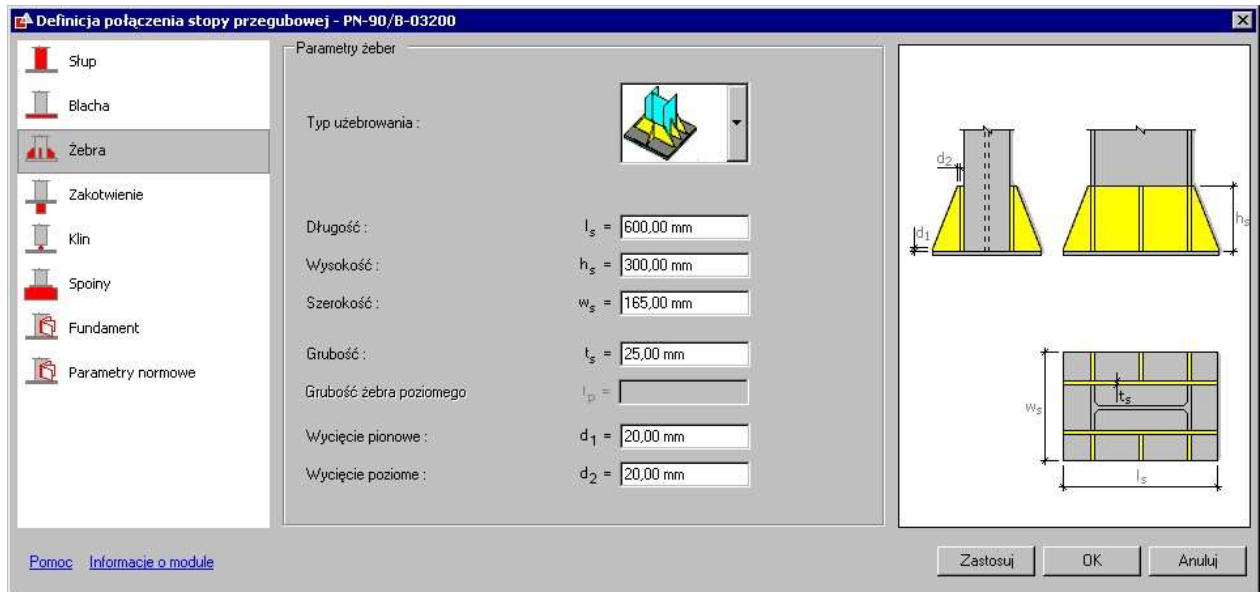 Definicja połączenia stopy przegubowej - PN-90/B-03200
Słup
Blacha
Żebra
Zakotwienie
Klin
Spoiny
Fundament
Parametry normowe
Parametry żeber
Typ użebrowania :
Długość : ls = 600,00 mm
Wysokość : hs = 300,00 mm
Szerokość : ws = 165,00 mm
Grubość : ts = 25,00 mm
Grubość żebra poziomego tp =
Wycięcie pionowe : d1 = 20,00 mm
Wycięcie poziome : d2 = 20,00 mm
d2
d1
hs
ts
ws
ls
Pomoc Informacje o module
Zastosuj OK Anuluj